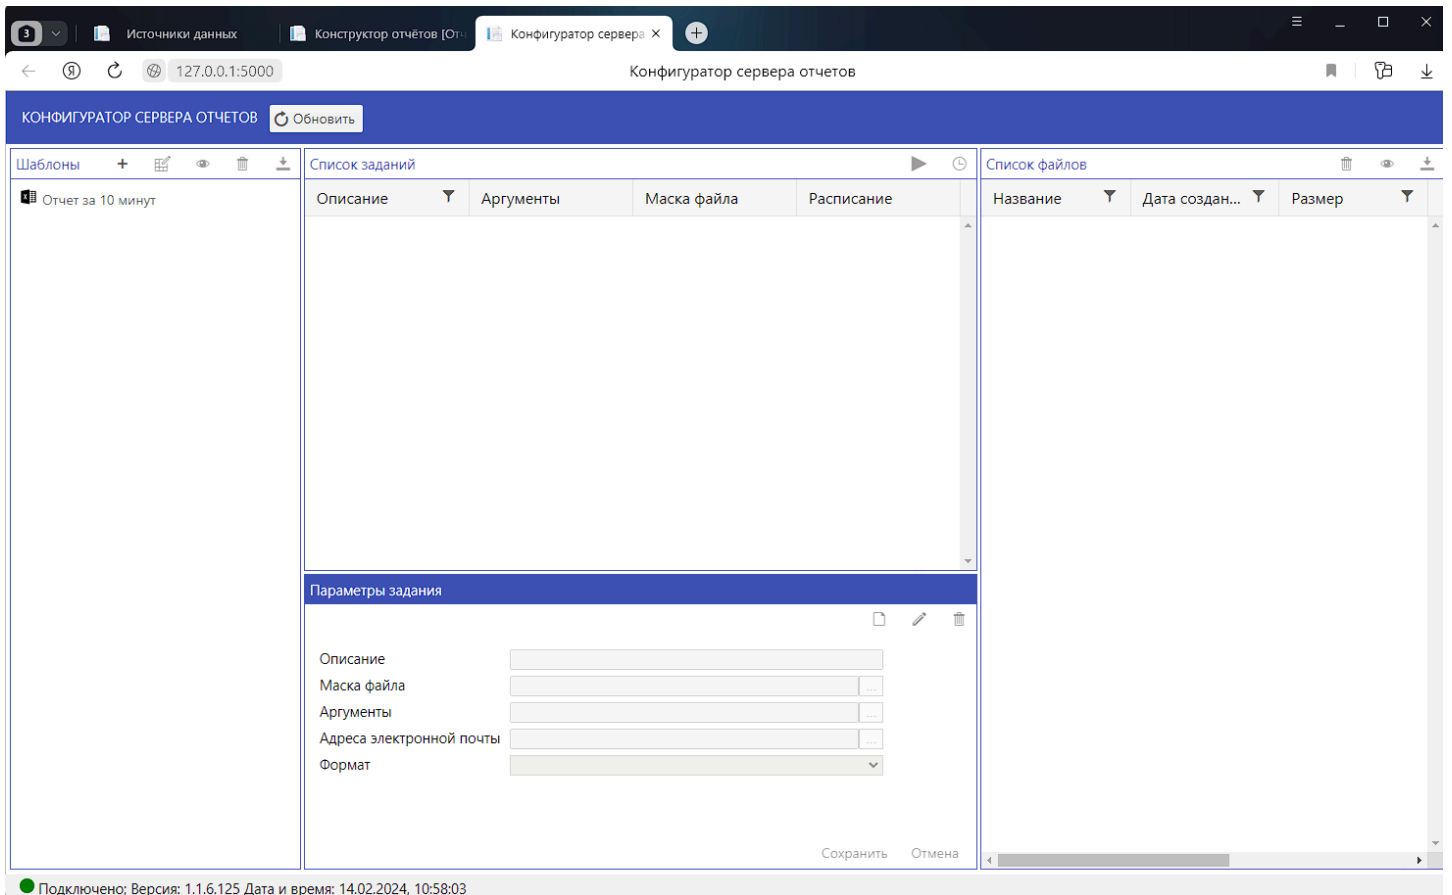 3
Источники данных
Конструктор отчётов [Отч
Конфигуратор сервера
127.0.0.1:5000
Конфигуратор сервера отчетов
КОНФИГУРАТОР СЕРВЕРА ОТЧЕТОВ
Обновить
Шаблоны
Отчет за 10 минут
Список заданий
Описание Аргументы Маска файла Расписание
Параметры задания
Описание
Маска файла ...
Аргументы ...
Адреса электронной почты ...
Формат
Сохранить Отмена
Список файлов
Название Дата создан... Размер
Подключено; Версия: 1.1.6.125 Дата и время: 14.02.2024, 10:58:03